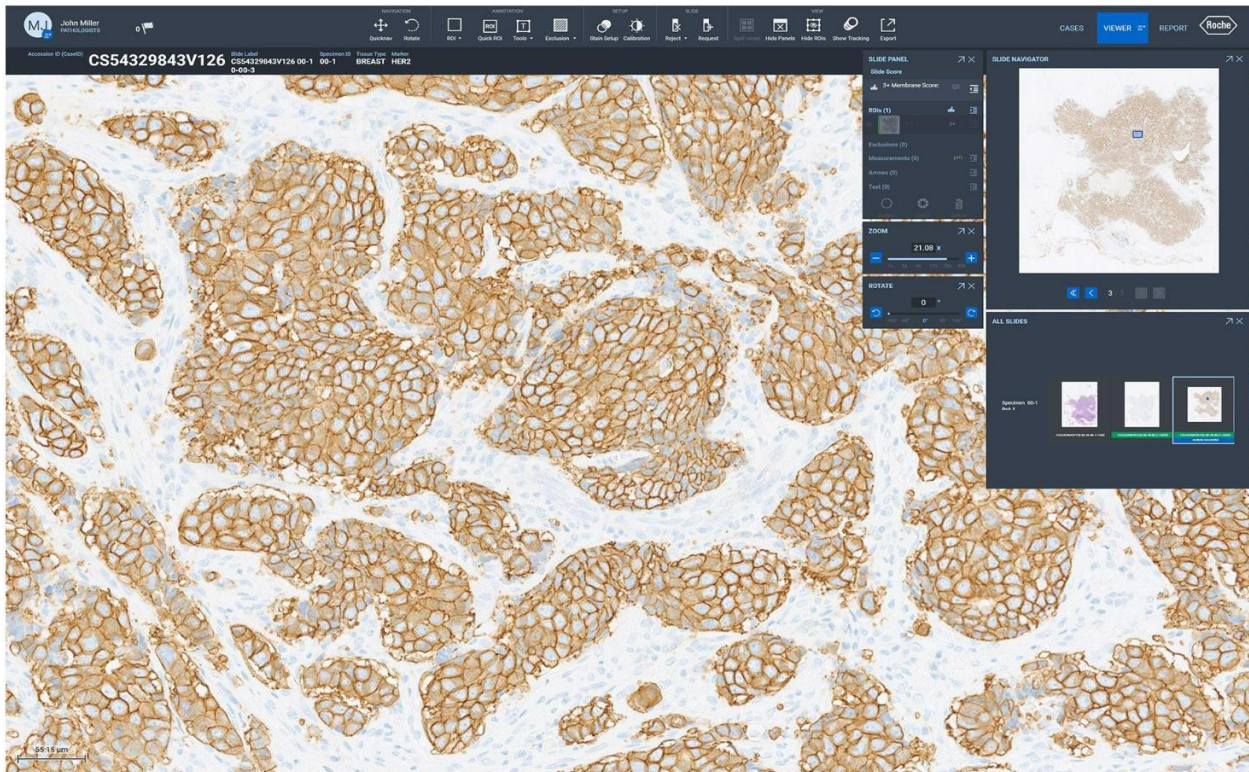 MJ
John Miller
PATHOLOGISTS
0
NAVIGATION
Quicknav
Rotate
ANNOTATION
ROI
ROI
Quick ROI
T
Tools
Exclusion
SETUP
Stain Setup
Calibration
SLIDE
Reject
Request
VIEW
Hide Panels
Hide ROIs
Show Tracking
Export
CASES
VIEWER
REPORT
Roche
Accession ID (CaseID)
CS54329843V126
Slide Label
CS54329843V126 00-1
0-00-3
Specimen ID
00-1
Tissue Type
BREAST
Marker
HER2
SLIDE PANEL
Slide Score
3+ Membrane Score:
ROIs (1)
3+
Exclusions (0)
Measurements (0)
Arrows (0)
Text (0)
ZOOM
21.08 x
ROTATE
0 °
0°
SLIDE NAVIGATOR
3 / 3
ALL SLIDES
Specimen 00-1
55.15 µm